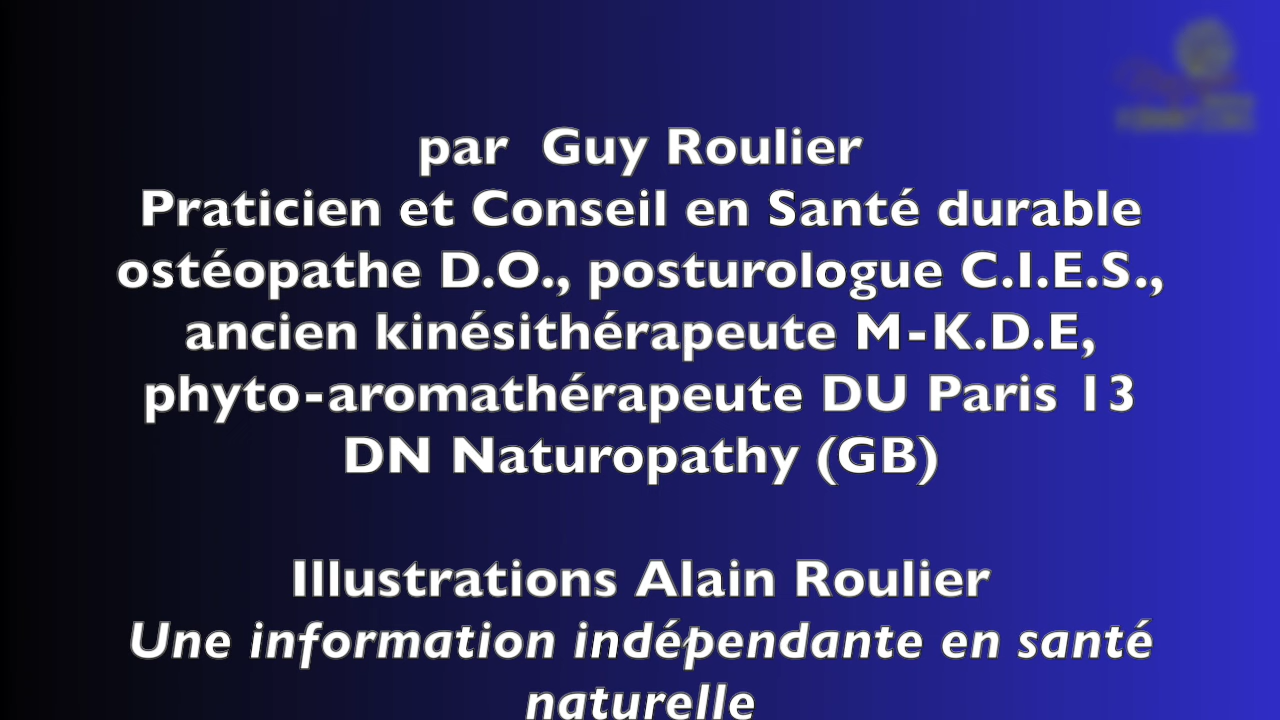 par Guy Roulier
Praticien et Conseil en Santé durable
ostéopathe D.O., posturologue C.I.E.S.,
ancien kinésithérapeute M-K.D.E,
phyto-aromathérapeute DU Paris 13
DN Naturopathy (GB)
Illustrations Alain Roulier
Une information indépendante en santé
naturelle